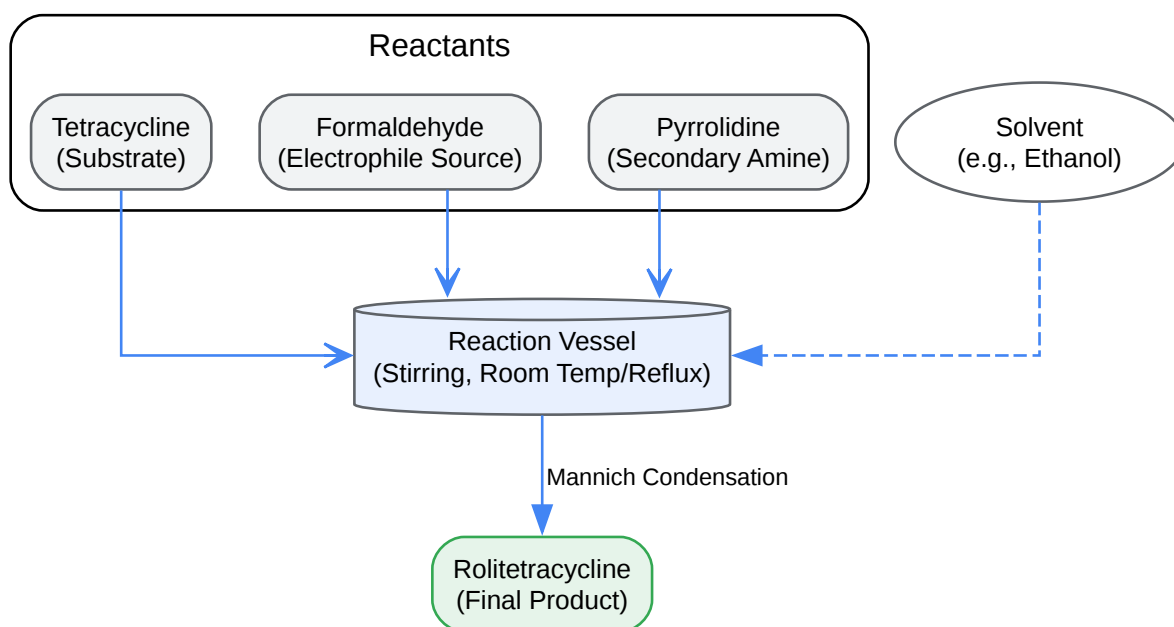 Reactants
Tetracycline
(Substrate)
Formaldehyde
(Electrophile Source)
Pyrrolidine
(Secondary Amine)
Solvent
(e.g., Ethanol)
Reaction Vessel
(Stirring, Room Temp/Reflux)
Mannich Condensation
Rolitetracycline
(Final Product)